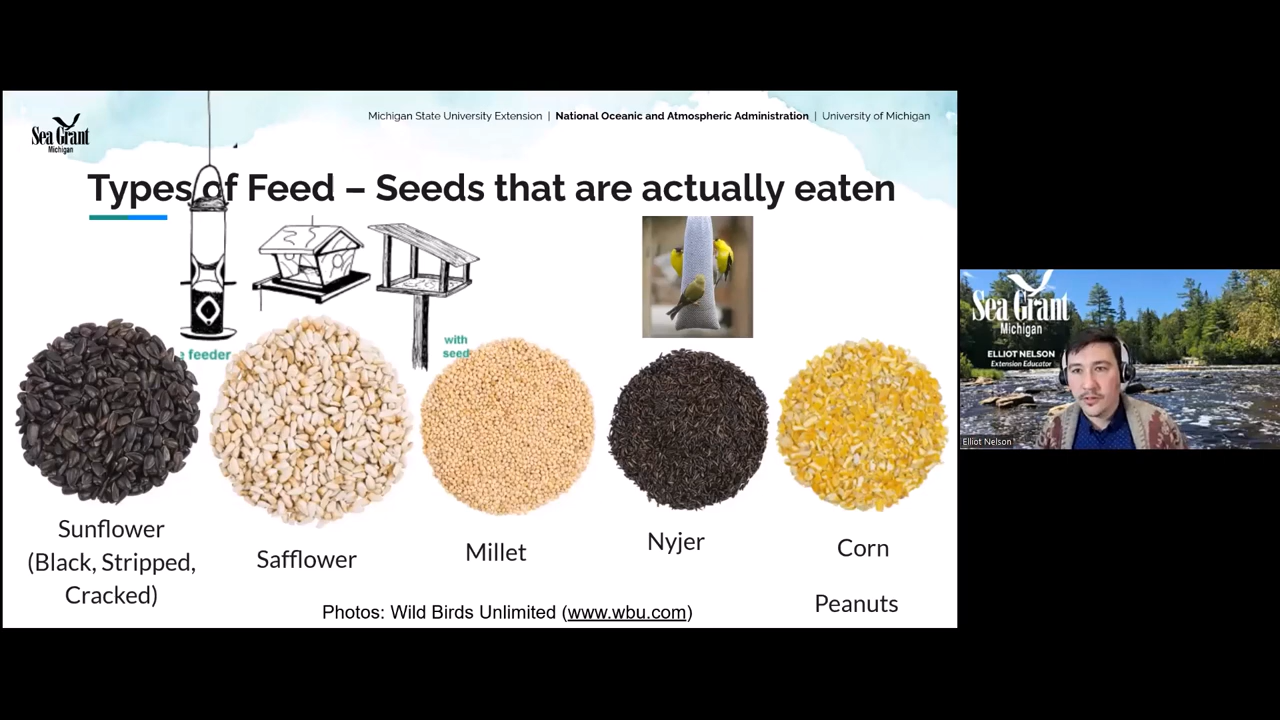 Sea Grant
Michigan
Michigan State University Extension | National Oceanic and Atmospheric Administration | University of Michigan
Types of Feed – Seeds that are actually eaten
feeder
with
seed
Sunflower
(Black, Stripped,
Cracked)
Safflower
Millet
Nyjer
Corn
Peanuts
Photos: Wild Birds Unlimited (www.wbu.com)
Sea Grant
Michigan
ELLIOT NELSON
Extension Educator
Elliot Nelson